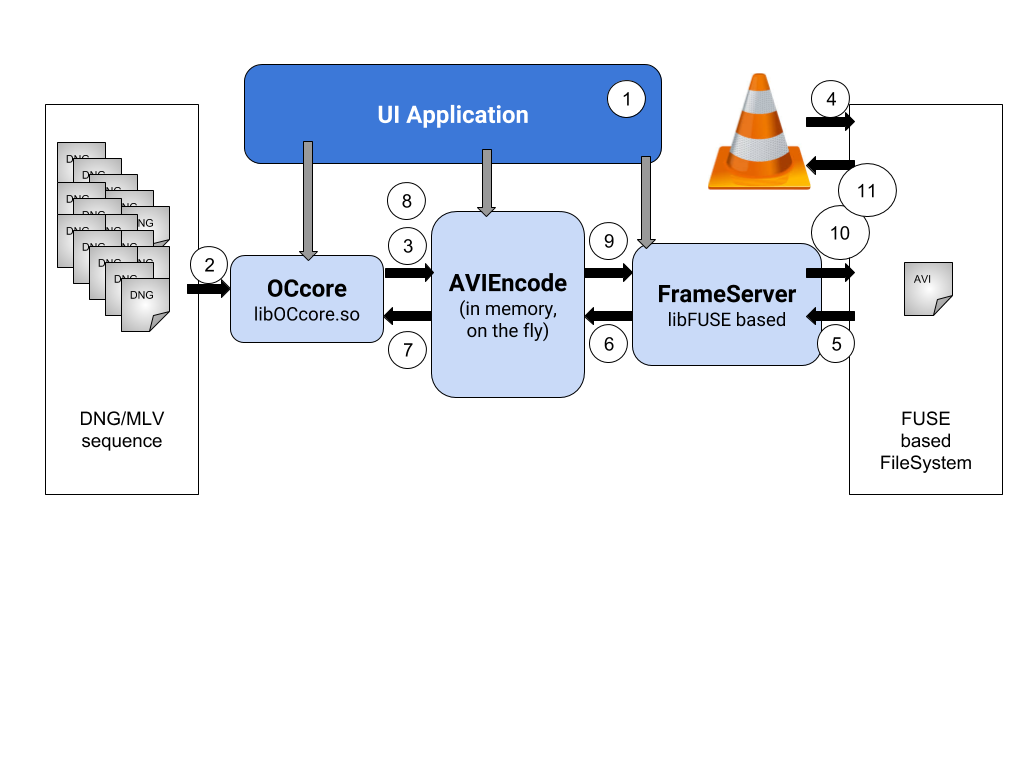 UI Application
1
4
11
10
8
3
9
2
7
6
5
DNG
DNG
DNG
DNG
DNG
DNG
DNG
DNG
DNG
DNG
DNG
OCcore
libOCcore.so
AVIEncode
(in memory,
on the fly)
FrameServer
libFUSE based
AVI
DNG/MLV
sequence
FUSE
based
FileSystem